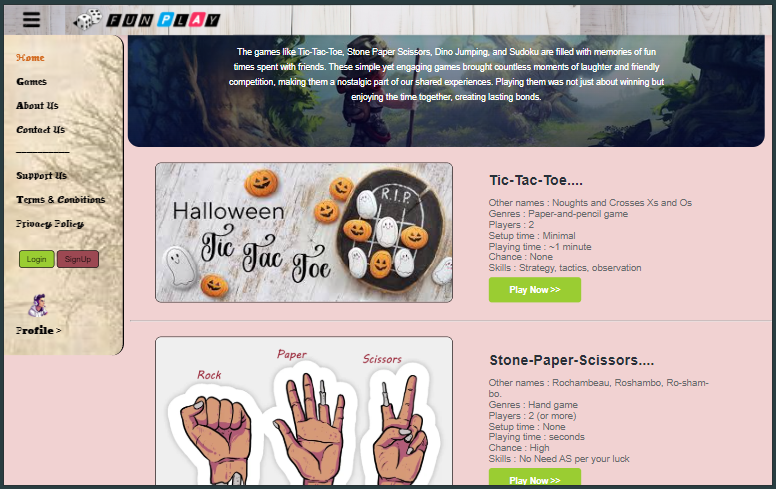 FUN PLAY
Home
Games
About Us
Contact Us
Support Us
Terms & Conditions
Privacy Policy
Login SignUp
Profile >
The games like Tic-Tac-Toe, Stone Paper Scissors, Dino Jumping, and Sudoku are filled with memories of fun
times spent with friends. These simple yet engaging games brought countless moments of laughter and friendly
competition, making them a nostalgic part of our shared experiences. Playing them was not just about winning but
enjoying the time together, creating lasting bonds.
Halloween
Tic Tac Toe
R.I.P.
Tic-Tac-Toe....
Other names : Noughts and Crosses Xs and Os
Genres : Paper-and-pencil game
Players : 2
Setup time : Minimal
Playing time : ~1 minute
Chance : None
Skills : Strategy, tactics, observation
Play Now >>
Rock
Paper
Scissors
Stone-Paper-Scissors....
Other names : Rochambeau, Roshambo, Ro-sham-
bo.
Genres : Hand game
Players : 2 (or more)
Setup time : None
Playing time : seconds
Chance : High
Skills : No Need AS per your luck
Play Now >>